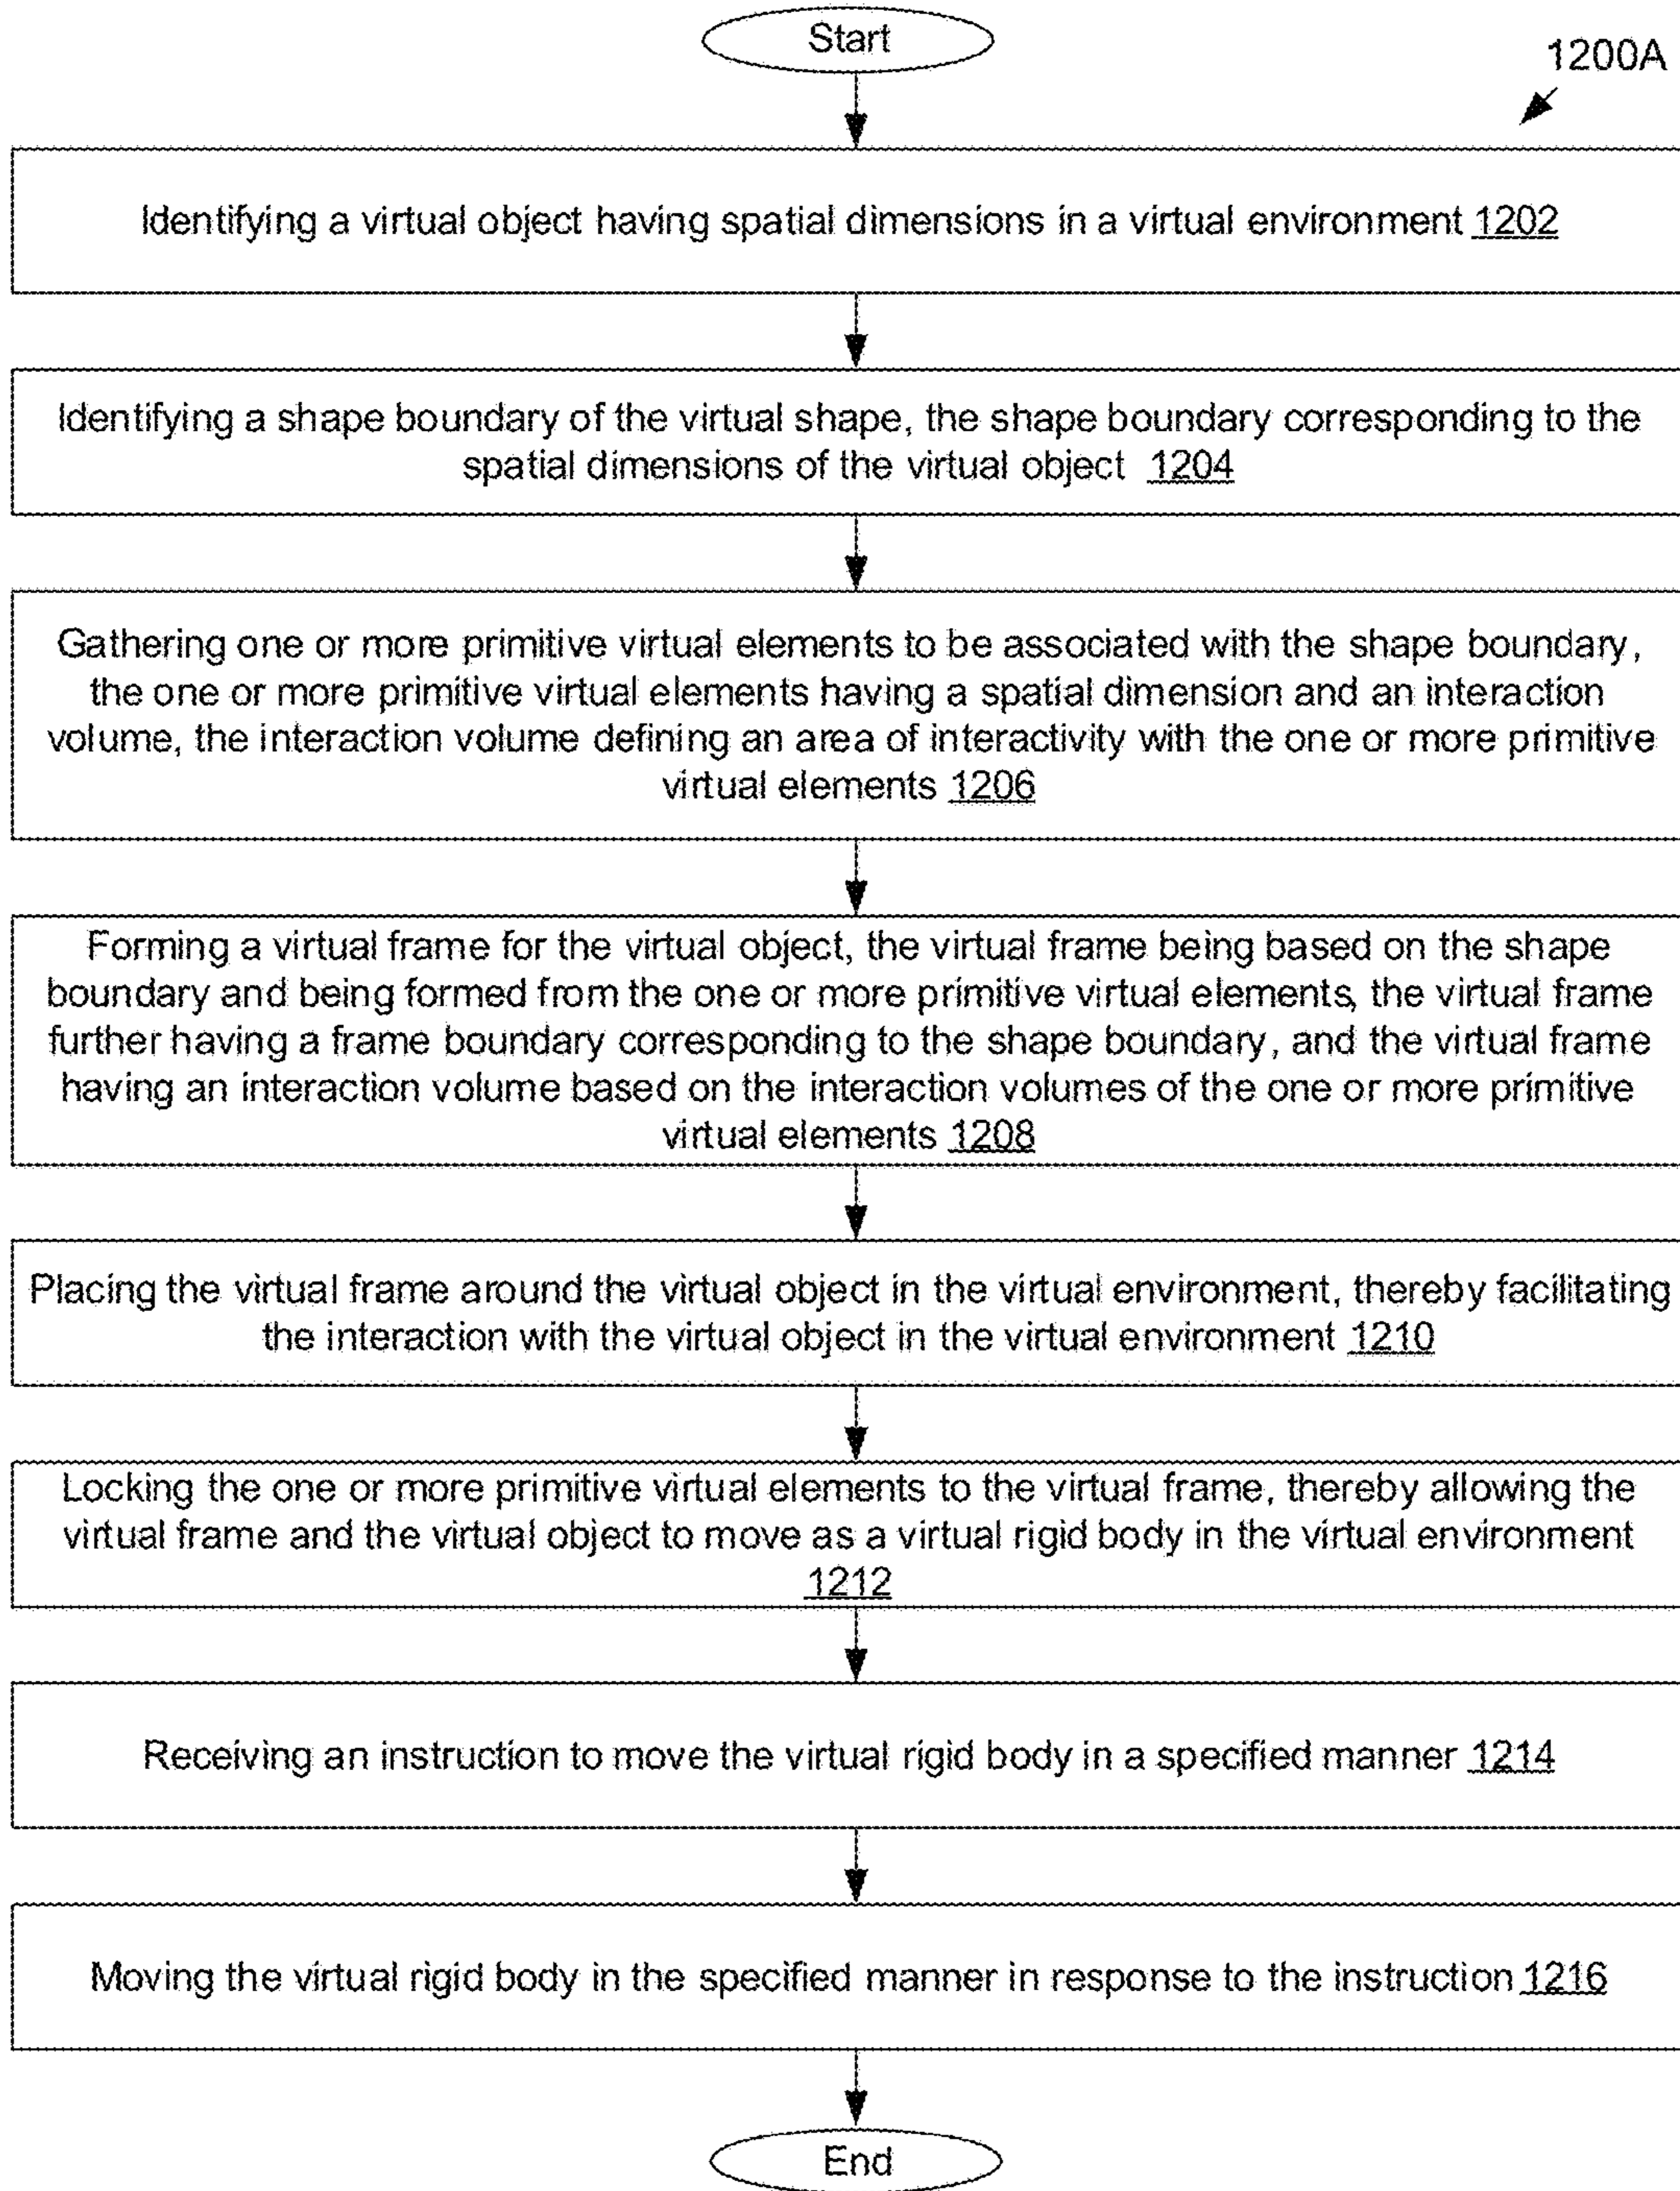 Start
1200A
Identifying a virtual object having spatial dimensions in a virtual environment 1202
Identifying a shape boundary of the virtual shape, the shape boundary corresponding to the
spatial dimensions of the virtual object 1204
Gathering one or more primitive virtual elements to be associated with the shape boundary,
the one or more primitive virtual elements having a spatial dimension and an interaction
volume, the interaction volume defining an area of interactivity with the one or more primitive
virtual elements 1206
Forming a virtual frame for the virtual object, the virtual frame being based on the shape
boundary and being formed from the one or more primitive virtual elements, the virtual frame
further having a frame boundary corresponding to the shape boundary, and the virtual frame
having an interaction volume based on the interaction volumes of the one or more primitive
virtual elements 1208
Placing the virtual frame around the virtual object in the virtual environment, thereby facilitating
the interaction with the virtual object in the virtual environment 1210
Locking the one or more primitive virtual elements to the virtual frame, thereby allowing the
virtual frame and the virtual object to move as a virtual rigid body in the virtual environment
1212
Receiving an instruction to move the virtual rigid body in a specified manner 1214
Moving the virtual rigid body in the specified manner in response to the instruction 1216
End